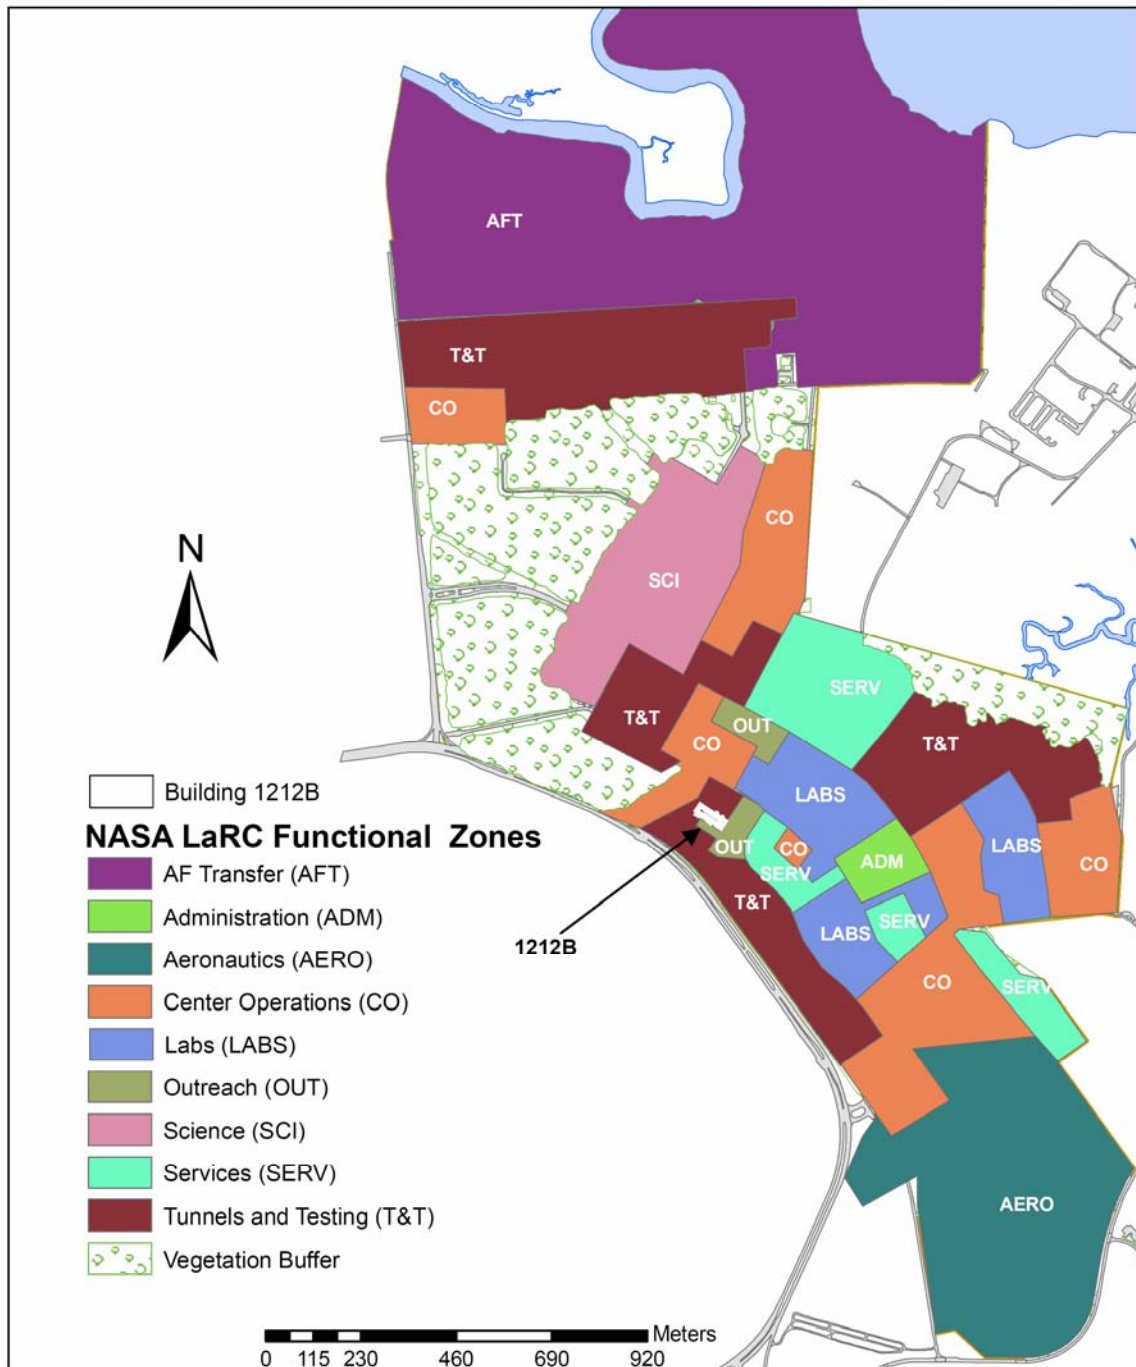 AFT
T&T
CO
CO
N
SCI
SERV
T&T
OUT
CO
T&T
LABS
Building 1212B
NASA LaRC Functional Zones
OUT
CO
ADM
LABS
CO
AF Transfer (AFT)
SERV
T&T
Administration (ADM)
LABS
SERV
1212B
Aeronautics (AERO)
CO
SERV
Center Operations (CO)
Labs (LABS)
Outreach (OUT)
Science (SCI)
Services (SERV)
AERO
Tunnels and Testing (T&T)
Vegetation Buffer
Meters
0 115 230 460 690 920